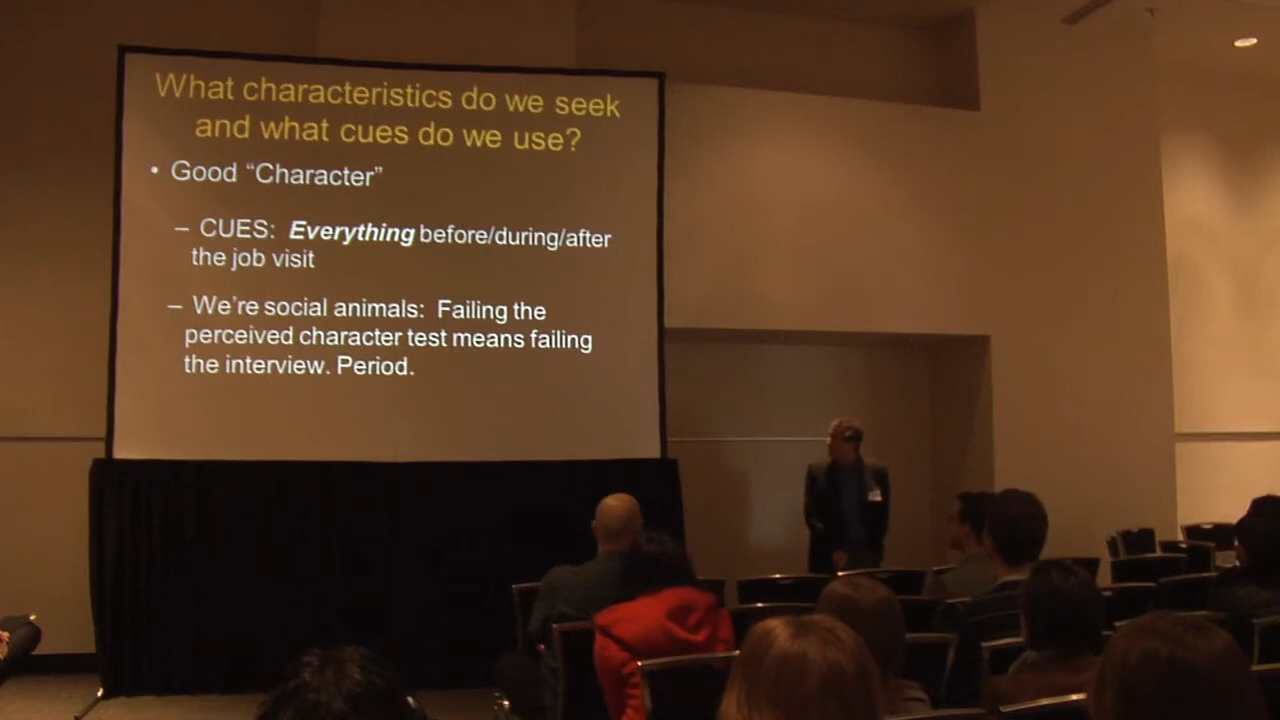 What characteristics do we seek
and what cues do we use?
• Good “Character”
– CUES: Everything before/during/after
the job visit
– We’re social animals: Failing the
perceived character test means failing
the interview. Period.